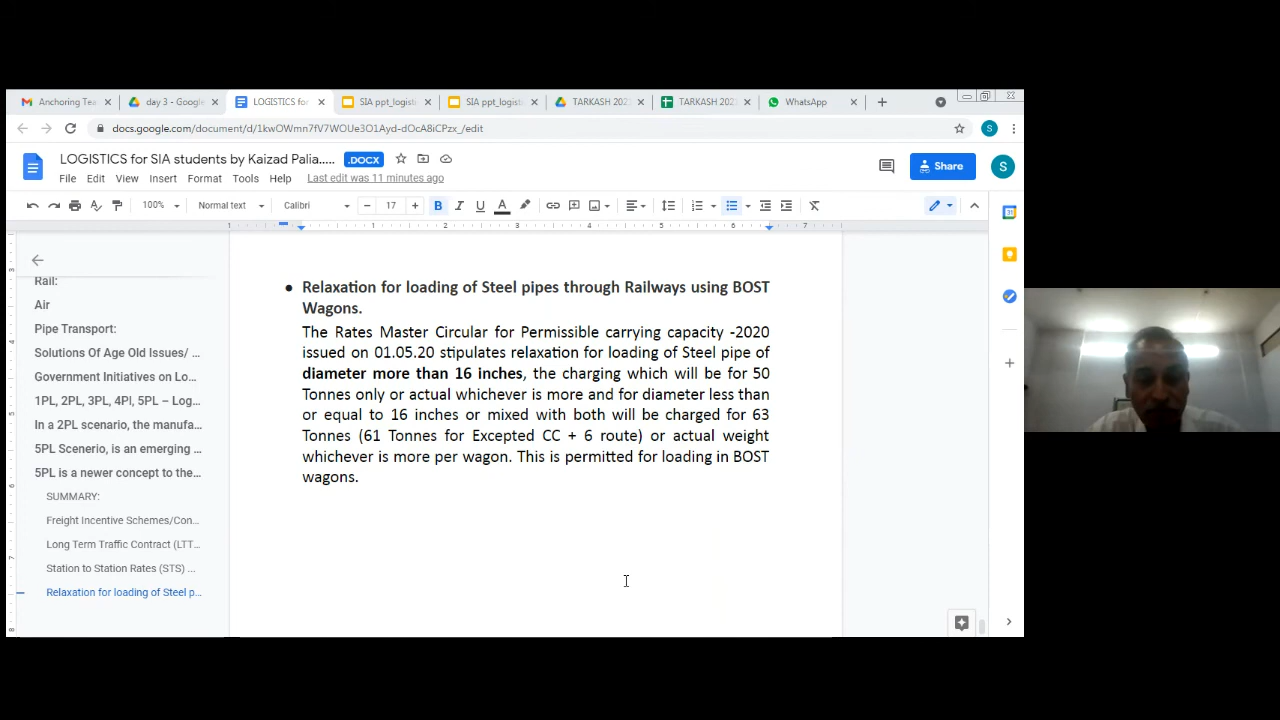 Anchoring Tea
day 3 - Google
LOGISTICS for
SIA ppt_logisti
SIA ppt_logisti
TARKASH 202
TARKASH 202
WhatsApp
docs.google.com/document/d/1kwOWmn7fV7WOUe3O1Ayd-dOcA8iCPzx_/edit
S
LOGISTICS for SIA students by Kaizad Palia.....
.DOCX
Share
S
File Edit View Insert Format Tools Help Last edit was 11 minutes ago
100% Normal text Calibri 17 B I U A
1 1 2 3 4 5 6 7
Rail:
Air
Pipe Transport:
Solutions Of Age Old Issues/ ...
Government Initiatives on Lo...
1PL, 2PL, 3PL, 4Pl, 5PL – Log...
In a 2PL scenario, the manufa...
5PL Scenerio, is an emerging ...
5PL is a newer concept to the...
SUMMARY:
Freight Incentive Schemes/Con...
Long Term Traffic Contract (LTT...
Station to Station Rates (STS) ...
Relaxation for loading of Steel p...
● Relaxation for loading of Steel pipes through Railways using BOST
Wagons.
The Rates Master Circular for Permissible carrying capacity -2020
issued on 01.05.20 stipulates relaxation for loading of Steel pipe of
diameter more than 16 inches, the charging which will be for 50
Tonnes only or actual whichever is more and for diameter less than
or equal to 16 inches or mixed with both will be charged for 63
Tonnes (61 Tonnes for Excepted CC + 6 route) or actual weight
whichever is more per wagon. This is permitted for loading in BOST
wagons.